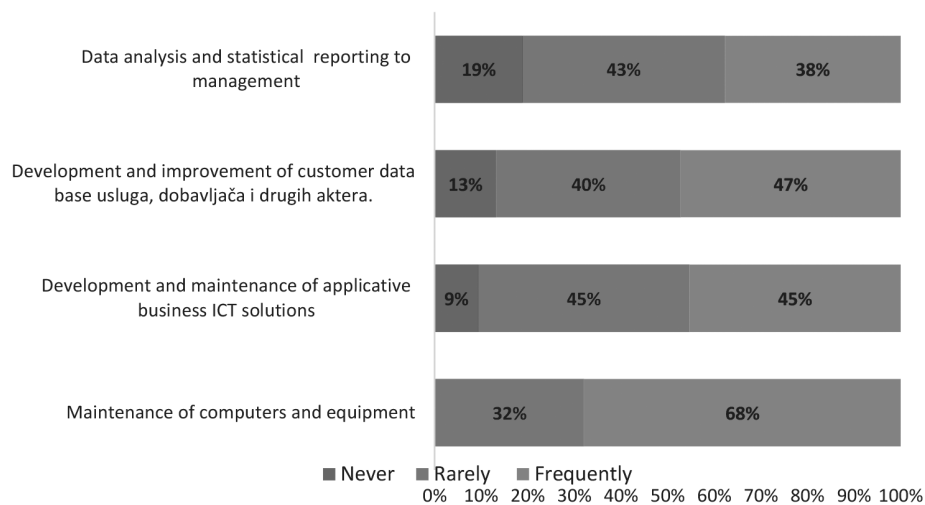 Data analysis and statistical reporting to
management
19% 43% 38%
Development and improvement of customer data
base usluga, dobavljača i drugih aktera.
13% 40% 47%
Development and maintenance of applicative
business ICT solutions
9% 45% 45%
Maintenance of computers and equipment
32% 68%
Never Rarely Frequently
0% 10% 20% 30% 40% 50% 60% 70% 80% 90% 100%